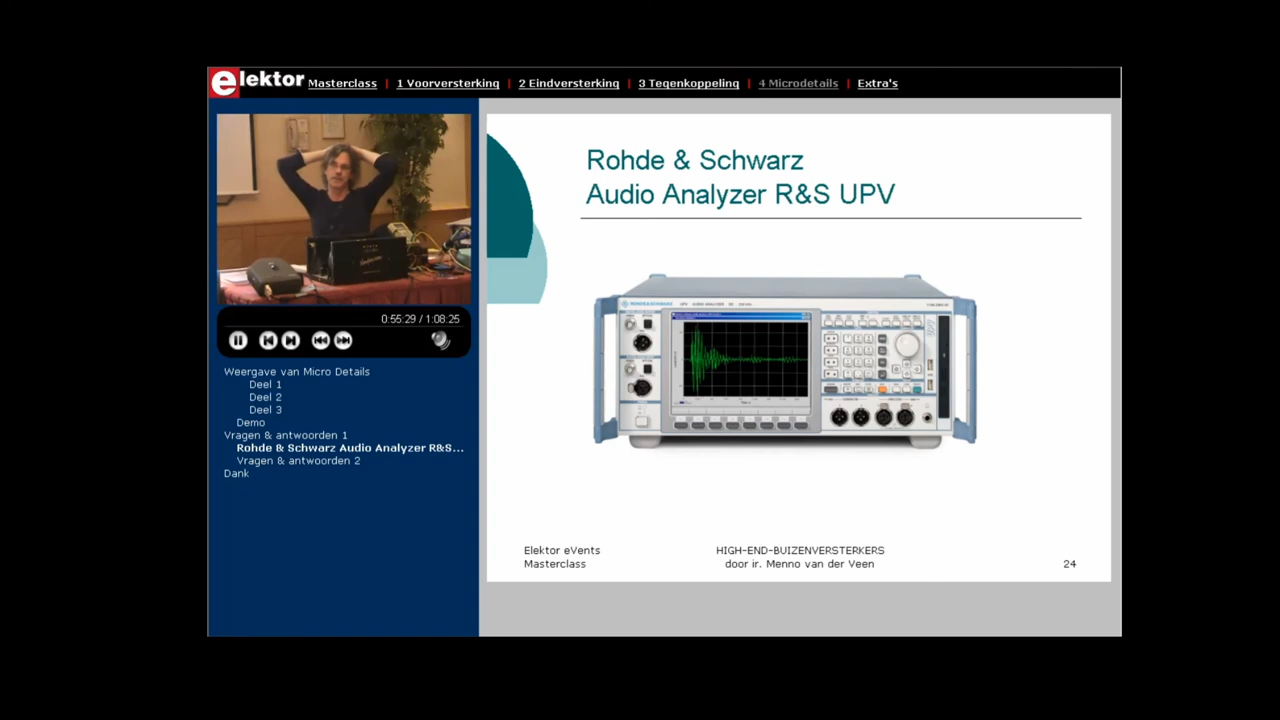 elektor Masterclass | 1 Voorversterking | 2 Eindversterking | 3 Tegenkoppeling | 4 Microdetails | Extra's
0:55:29 / 1:08:25
Weergave van Micro Details
Deel 1
Deel 2
Deel 3
Demo
Vragen & antwoorden 1
Rohde & Schwarz Audio Analyzer R&S...
Vragen & antwoorden 2
Dank
Rohde & Schwarz
Audio Analyzer R&S UPV
ROHDE & SCHWARZ
Elektor eVents
Masterclass
HIGH-END-BUIZENVERSTERKERS
door ir. Menno van der Veen
24